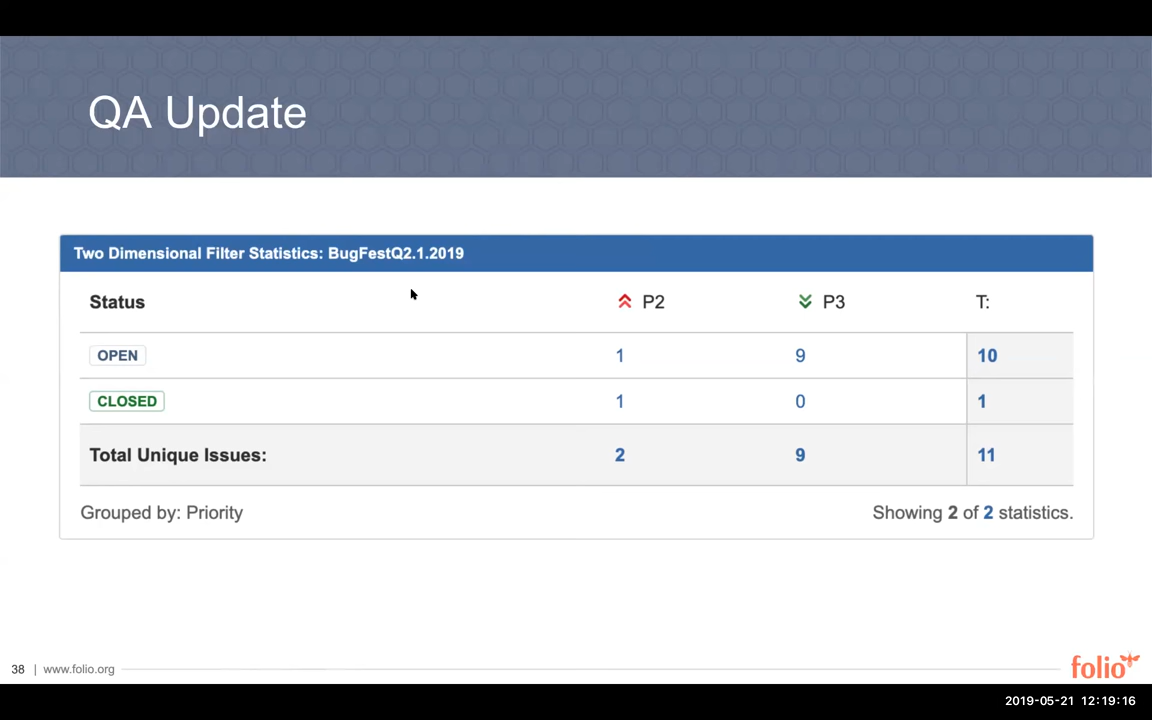 QA Update
Two Dimensional Filter Statistics: BugFestQ2.1.2019
Status P2 P3 T:
OPEN 1 9 10
CLOSED 1 0 1
Total Unique Issues: 2 9 11
Grouped by: Priority Showing 2 of 2 statistics.
38 | www.folio.org folio
2019-05-21 12:19:16